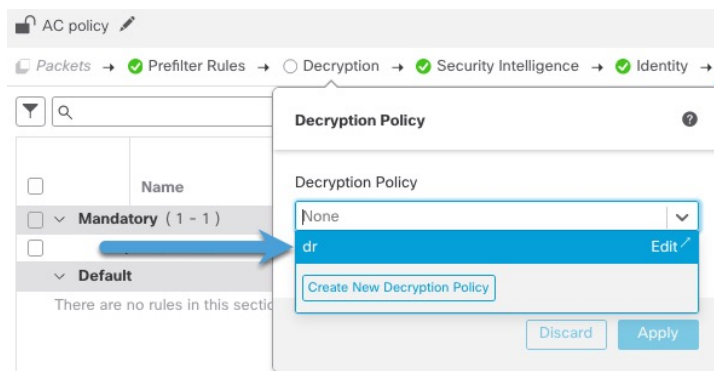 AC policy
Packets → Prefilter Rules → Decryption → Security Intelligence → Identity →
Decryption Policy
Name
Decryption Policy
None
Mandatory ( 1 - 1 )
dr Edit
Default
Create New Decryption Policy
There are no rules in this sectio
Discard Apply